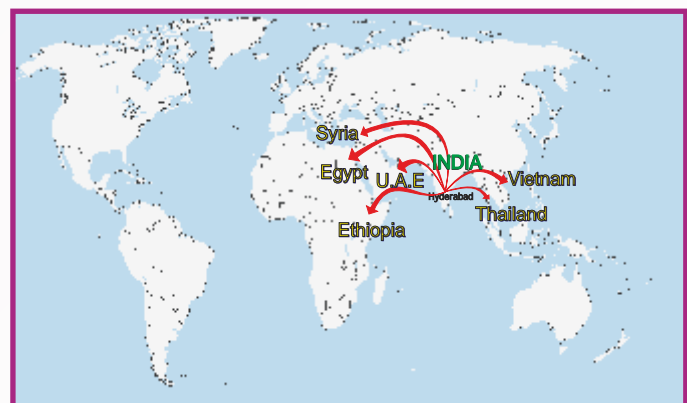 Syria
INDIA
Egypt
U.A.E
Vietnam
Hyderabad
Thailand
Ethiopia